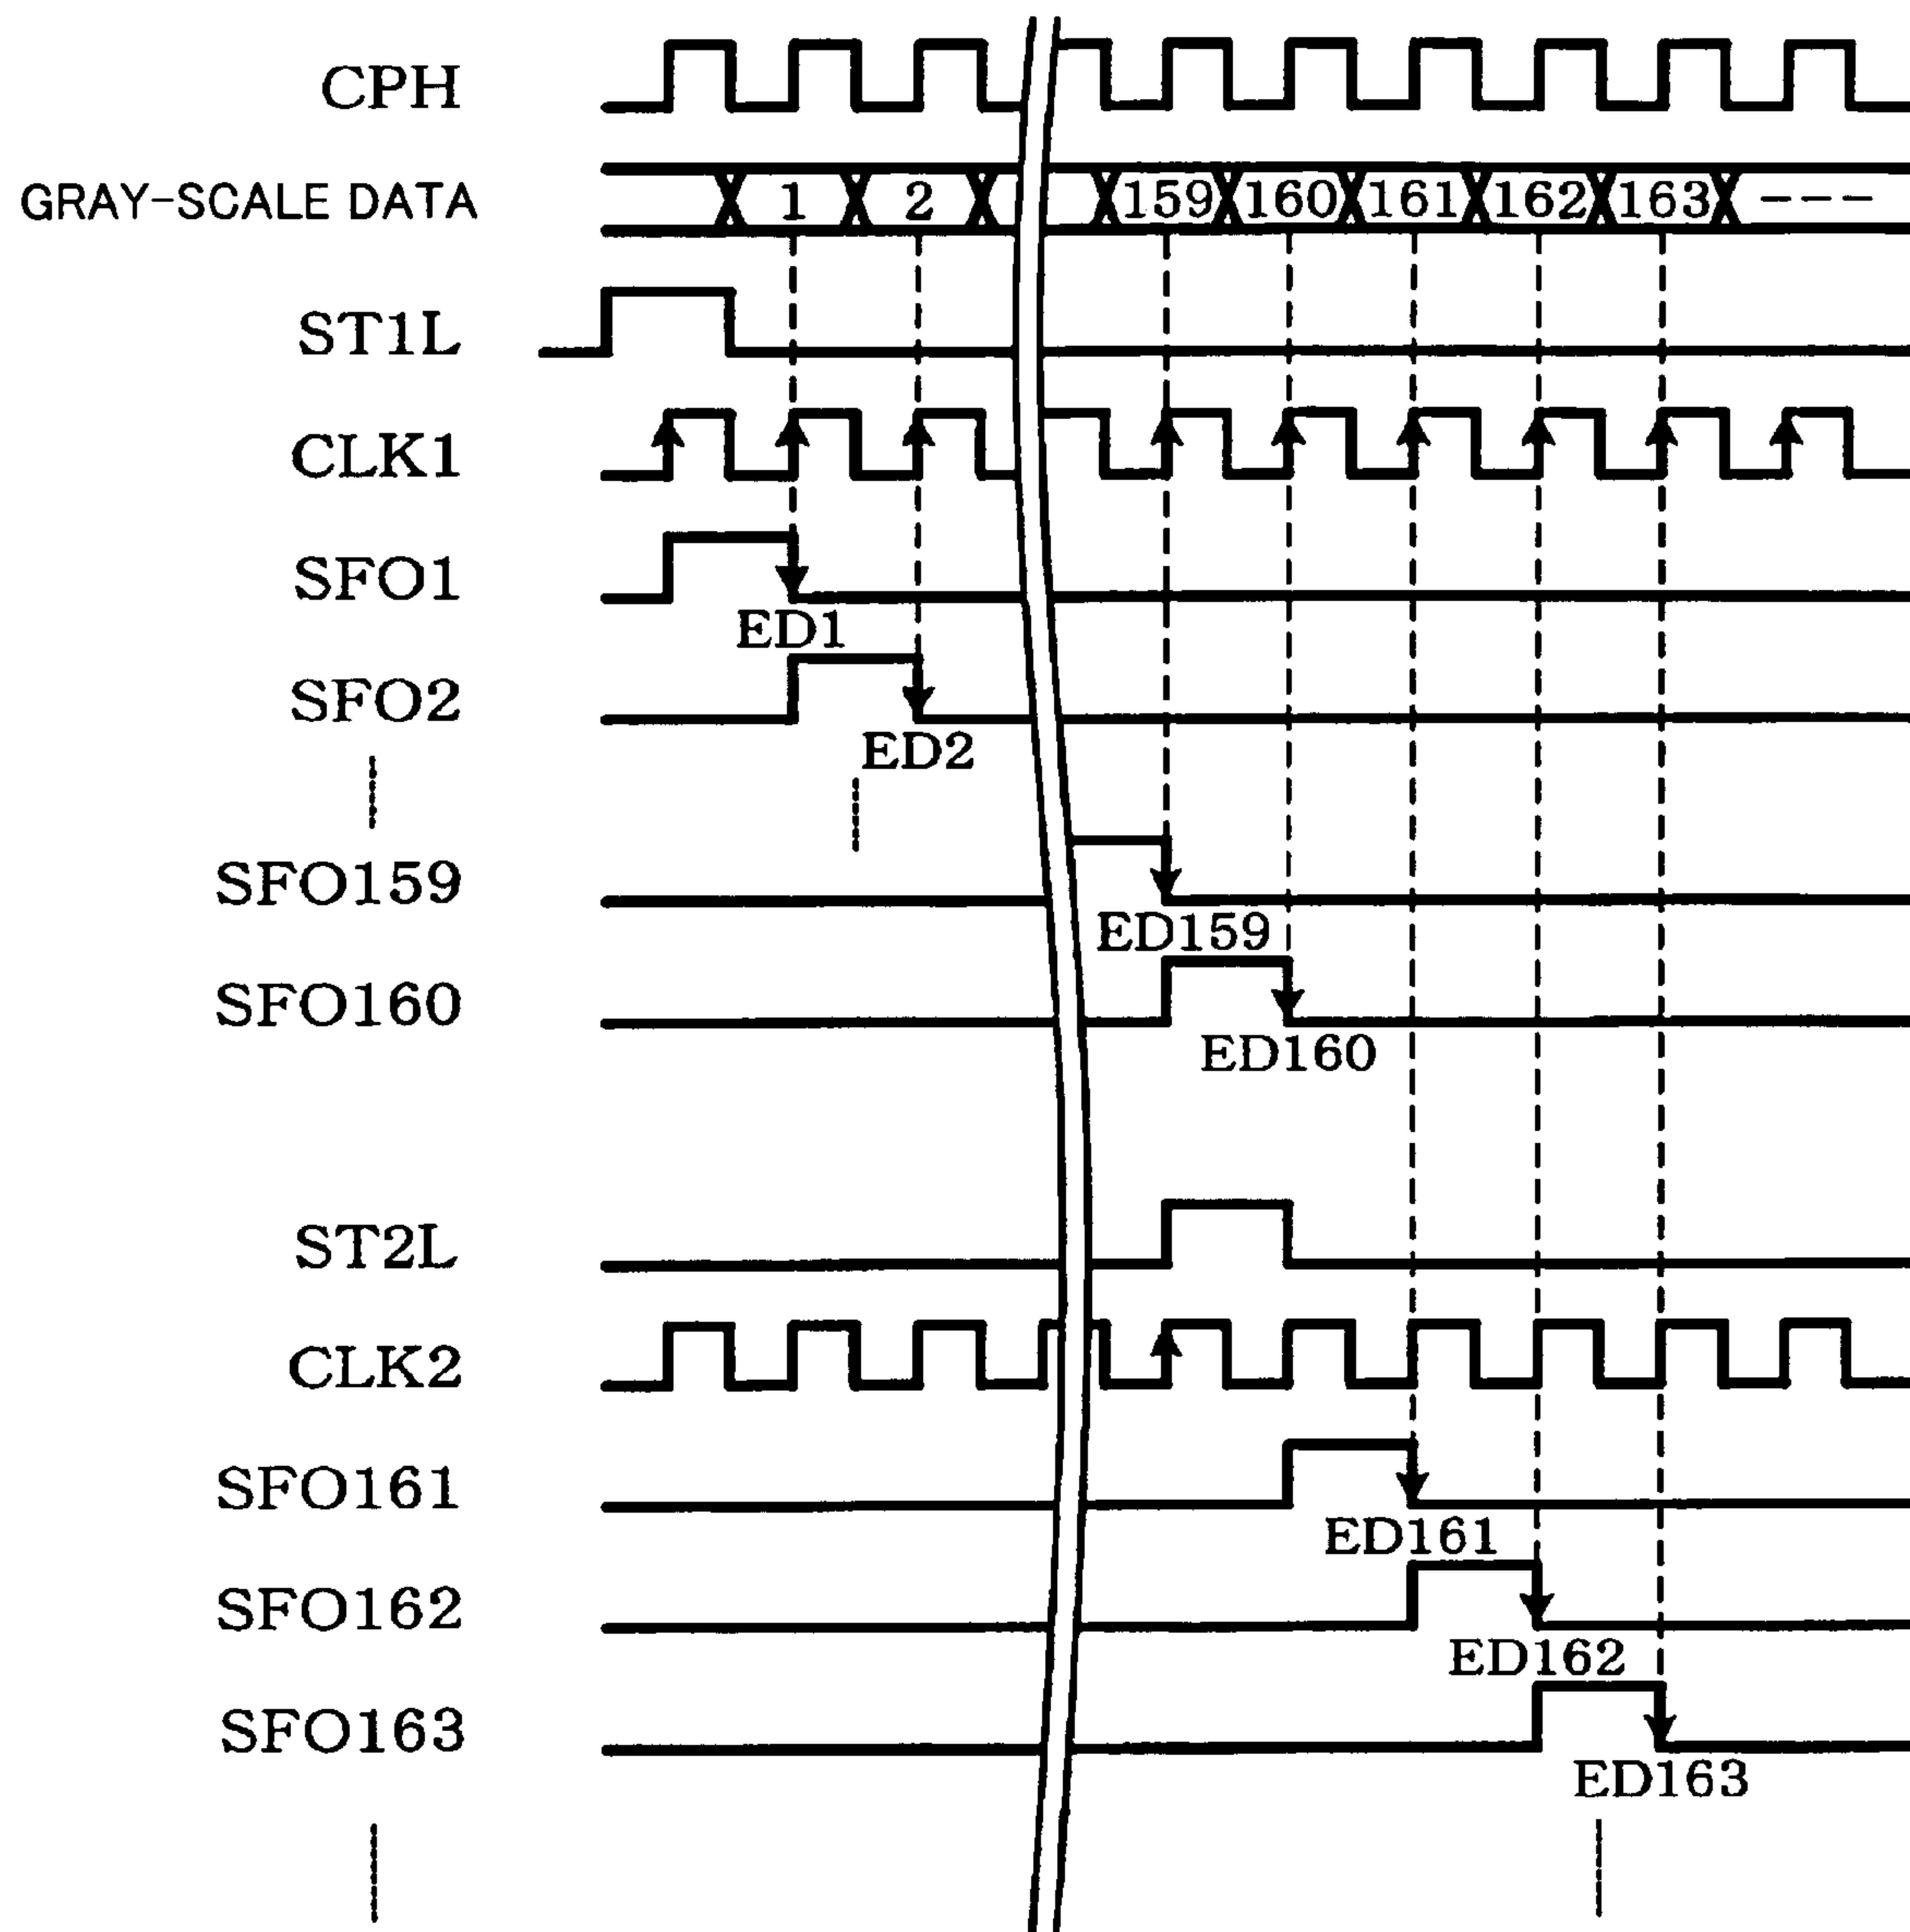 CPH
GRAY-SCALE DATA 1 2 159 160 161 162 163 ---
ST1L
CLK1
SFO1
ED1
SFO2
ED2
SFO159
ED159
SFO160
ED160
ST2L
CLK2
SFO161
ED161
SFO162
ED162
SFO163
ED163